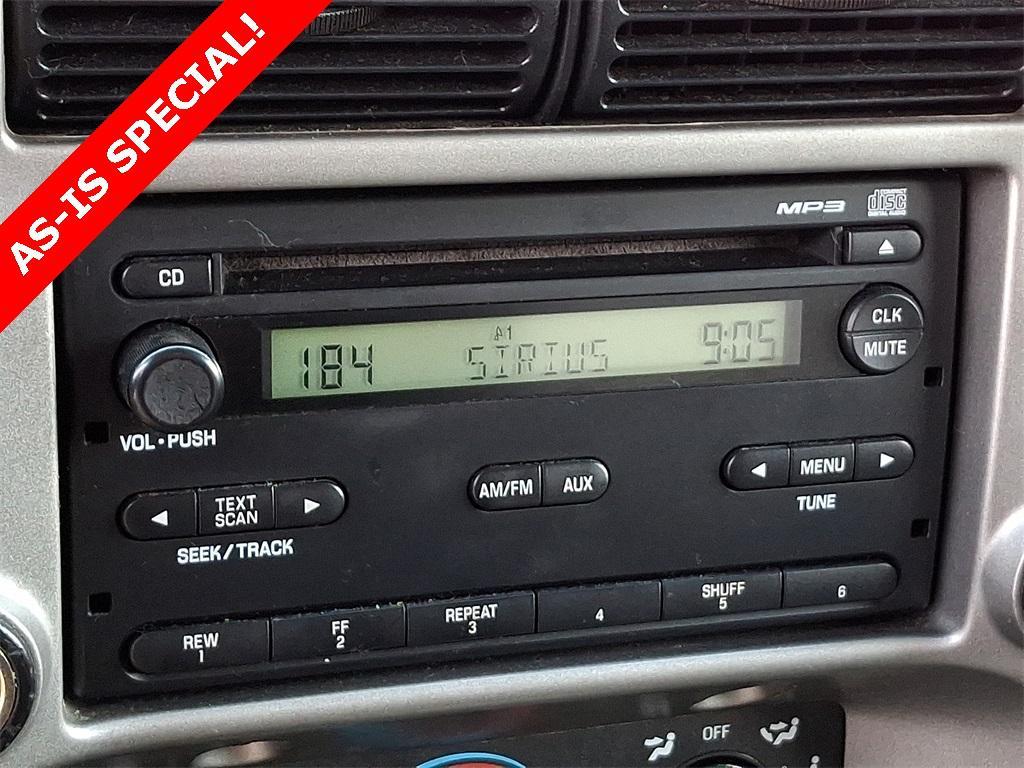 AS-IS SPECIAL!
MP3
COMPACT
disc
DIGITAL AUDIO
CD
CLK
MUTE
184 A1 SIRIUS 9:05
VOL•PUSH
TEXT
SCAN
SEEK/TRACK
AM/FM AUX
MENU
TUNE
REW
1
FF
2
REPEAT
3
4
SHUFF
5
6
OFF